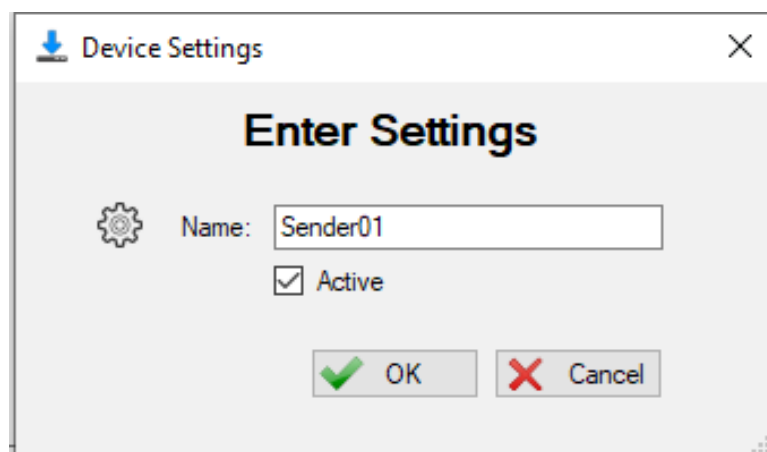 Device Settings
Enter Settings
Name: Sender01
Active
OK Cancel